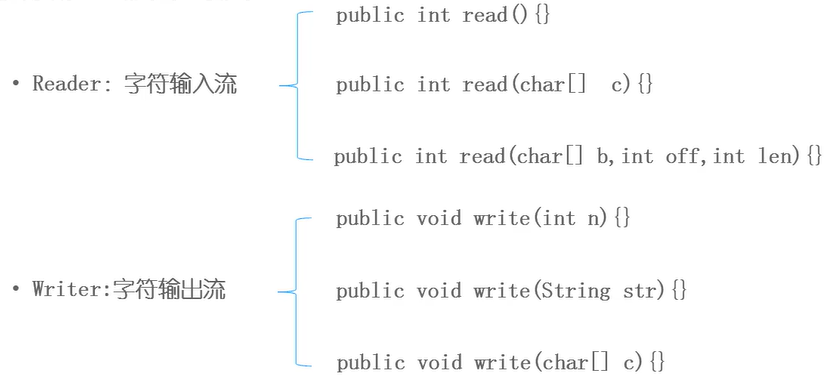 public int read(){}
• Reader: 字符输入流
public int read(char[]  c){}
public int read(char[] b,int off,int len){}
public void write(int n){}
• Writer:字符输出流
public void write(String str){}
public void write(char[] c){}